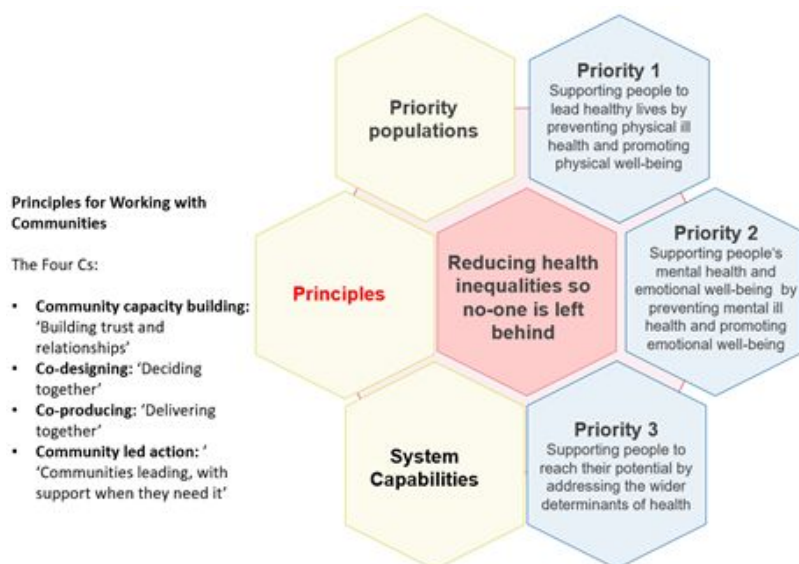 Principles for Working with
Communities
The Four Cs:
• Community capacity building:
'Building trust and
relationships'
• Co-designing: 'Deciding
together'
• Co-producing: 'Delivering
together'
• Community led action: '
'Communities leading, with
support when they need it'
Priority
populations
Principles
System
Capabilities
Reducing health
inequalities so
no-one is left
behind
Priority 1
Supporting people to
lead healthy lives by
preventing physical ill
health and promoting
physical well-being
Priority 2
Supporting people's
mental health and
emotional well-being by
preventing mental ill
health and promoting
emotional well-being
Priority 3
Supporting people to
reach their potential by
addressing the wider
determinants of health